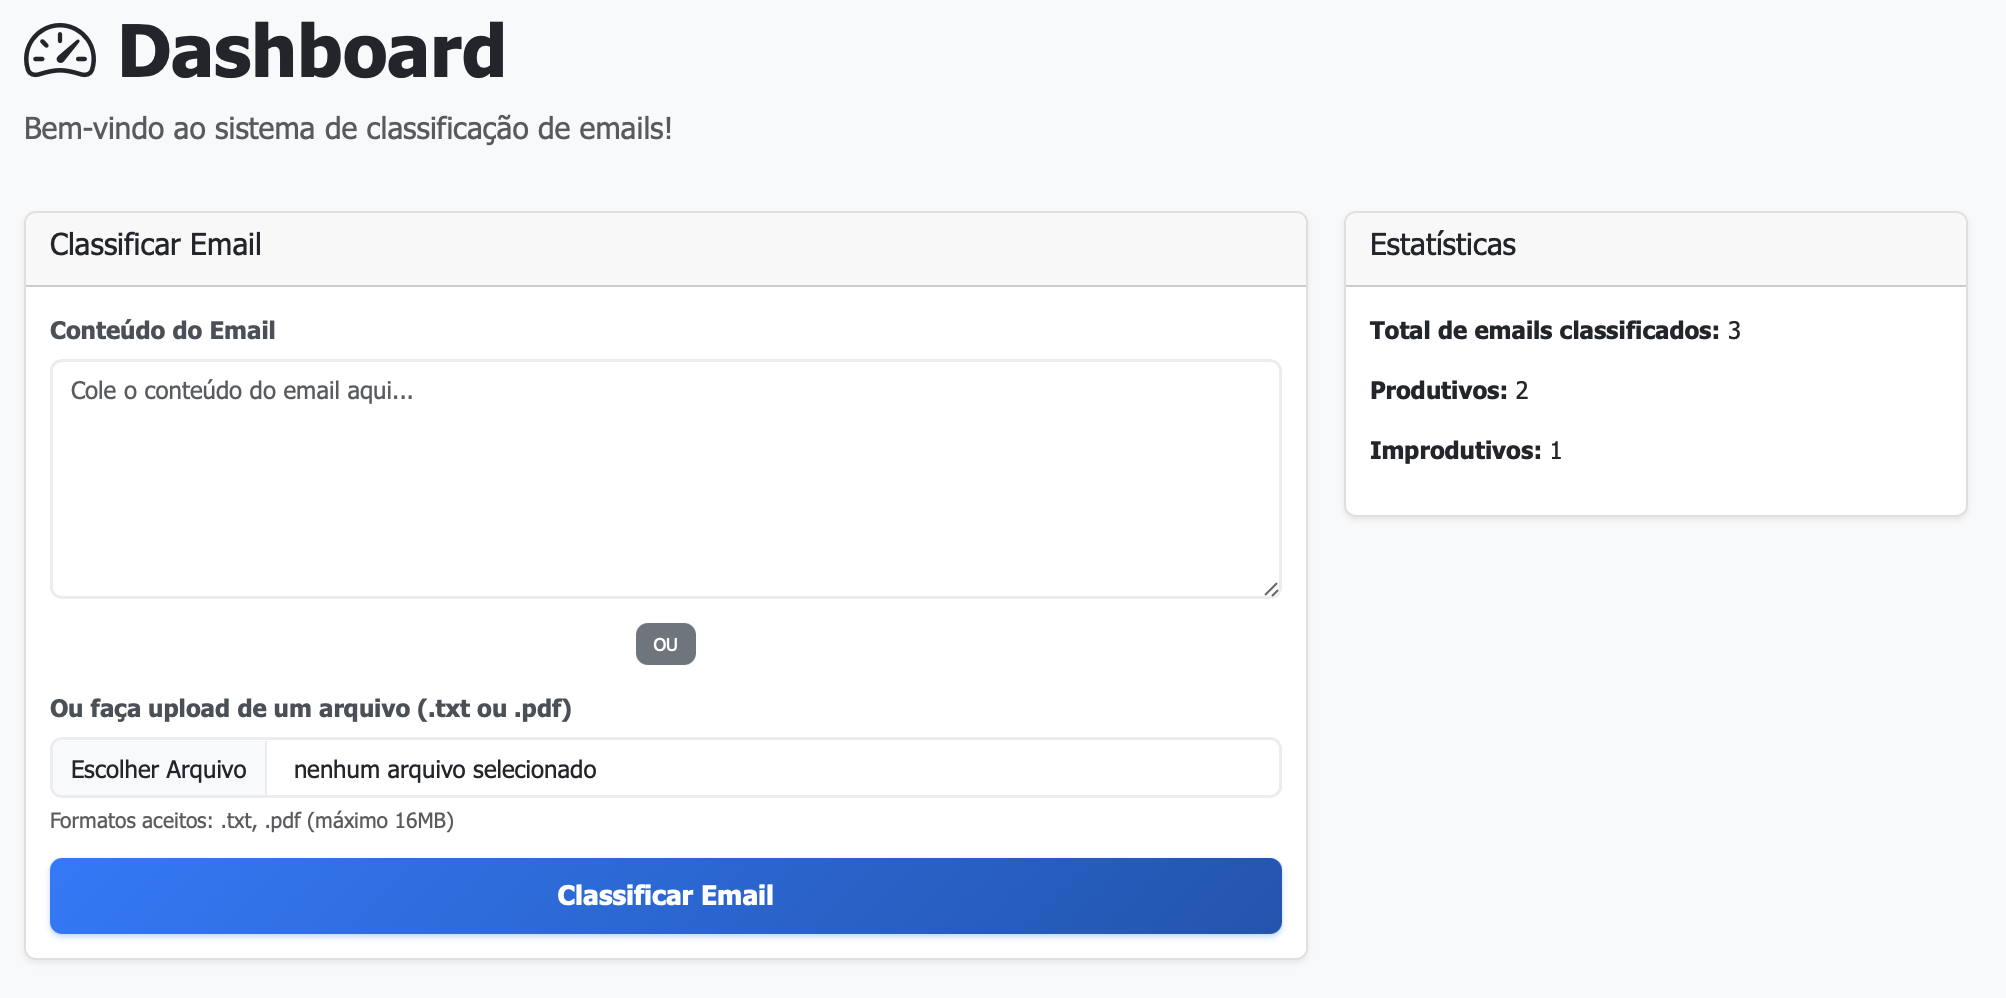 Dashboard
Bem-vindo ao sistema de classificação de emails!
Classificar Email
Conteúdo do Email
Cole o conteúdo do email aqui...
OU
Ou faça upload de um arquivo (.txt ou .pdf)
Escolher Arquivo nenhum arquivo selecionado
Formatos aceitos: .txt, .pdf (máximo 16MB)
Classificar Email
Estatísticas
Total de emails classificados: 3
Produtivos: 2
Improdutivos: 1